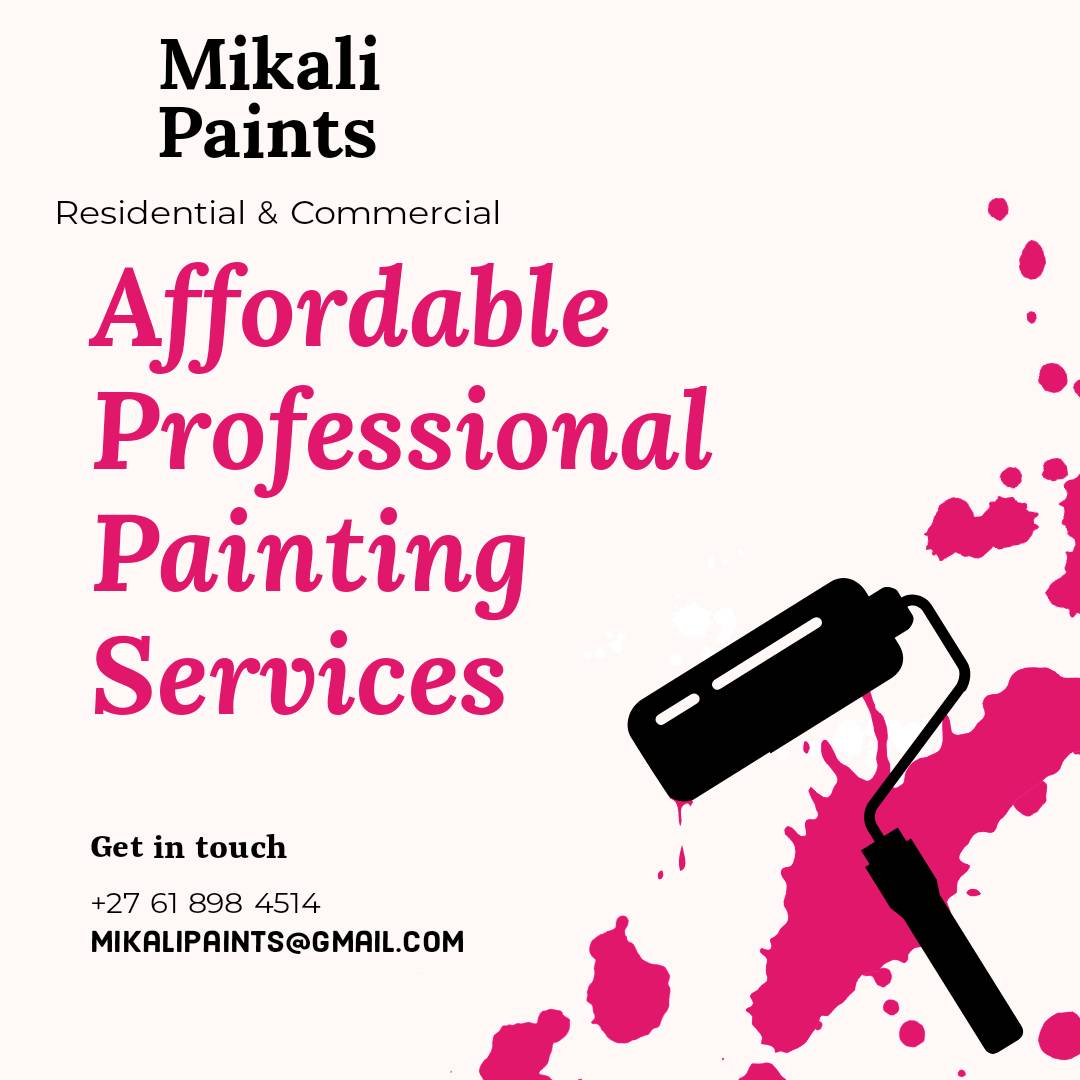 Mikali
Paints
Residential & Commercial
Affordable
Professional
Painting
Services
Get in touch
+27 61 898 4514
MIKALIPAINTS@GMAIL.COM